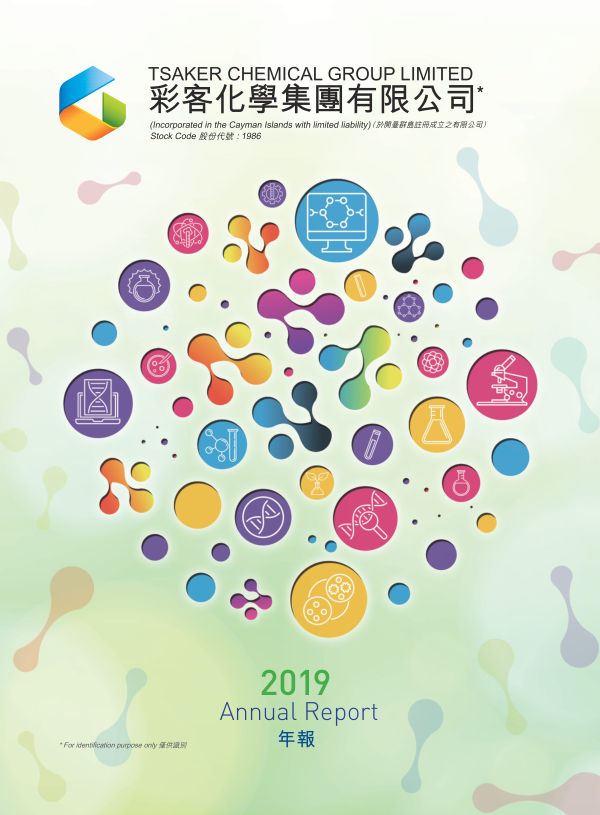 TSAKER CHEMICAL GROUP LIMITED
彩客化學集團有限公司*
(Incorporated in the Cayman Islands with limited liability) (於開曼群島註冊成立之有限公司)
Stock Code 股份代號：1986
2019
Annual Report
年報
* For identification purpose only 僅供識別